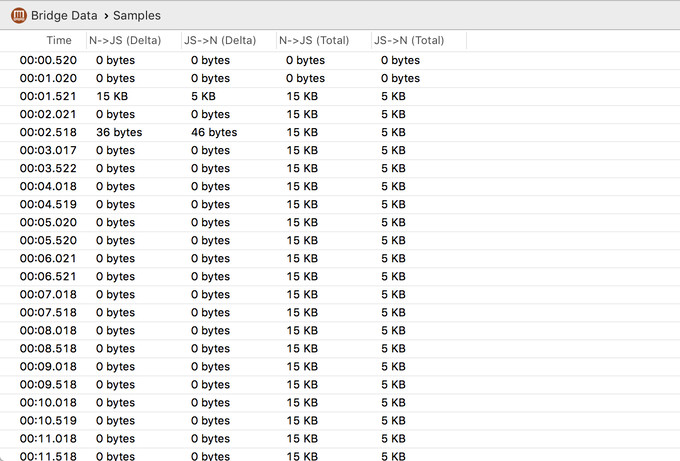 Bridge Data › Samples
Time N->JS (Delta) JS->N (Delta) N->JS (Total) JS->N (Total)
00:00.520 0 bytes 0 bytes 0 bytes 0 bytes
00:01.020 0 bytes 0 bytes 0 bytes 0 bytes
00:01.521 15 KB 5 KB 15 KB 5 KB
00:02.021 0 bytes 0 bytes 15 KB 5 KB
00:02.518 36 bytes 46 bytes 15 KB 5 KB
00:03.017 0 bytes 0 bytes 15 KB 5 KB
00:03.522 0 bytes 0 bytes 15 KB 5 KB
00:04.018 0 bytes 0 bytes 15 KB 5 KB
00:04.519 0 bytes 0 bytes 15 KB 5 KB
00:05.020 0 bytes 0 bytes 15 KB 5 KB
00:05.520 0 bytes 0 bytes 15 KB 5 KB
00:06.021 0 bytes 0 bytes 15 KB 5 KB
00:06.521 0 bytes 0 bytes 15 KB 5 KB
00:07.018 0 bytes 0 bytes 15 KB 5 KB
00:07.518 0 bytes 0 bytes 15 KB 5 KB
00:08.018 0 bytes 0 bytes 15 KB 5 KB
00:08.518 0 bytes 0 bytes 15 KB 5 KB
00:09.018 0 bytes 0 bytes 15 KB 5 KB
00:09.518 0 bytes 0 bytes 15 KB 5 KB
00:10.018 0 bytes 0 bytes 15 KB 5 KB
00:10.519 0 bytes 0 bytes 15 KB 5 KB
00:11.018 0 bytes 0 bytes 15 KB 5 KB
00:11.518 0 bytes 0 bytes 15 KB 5 KB